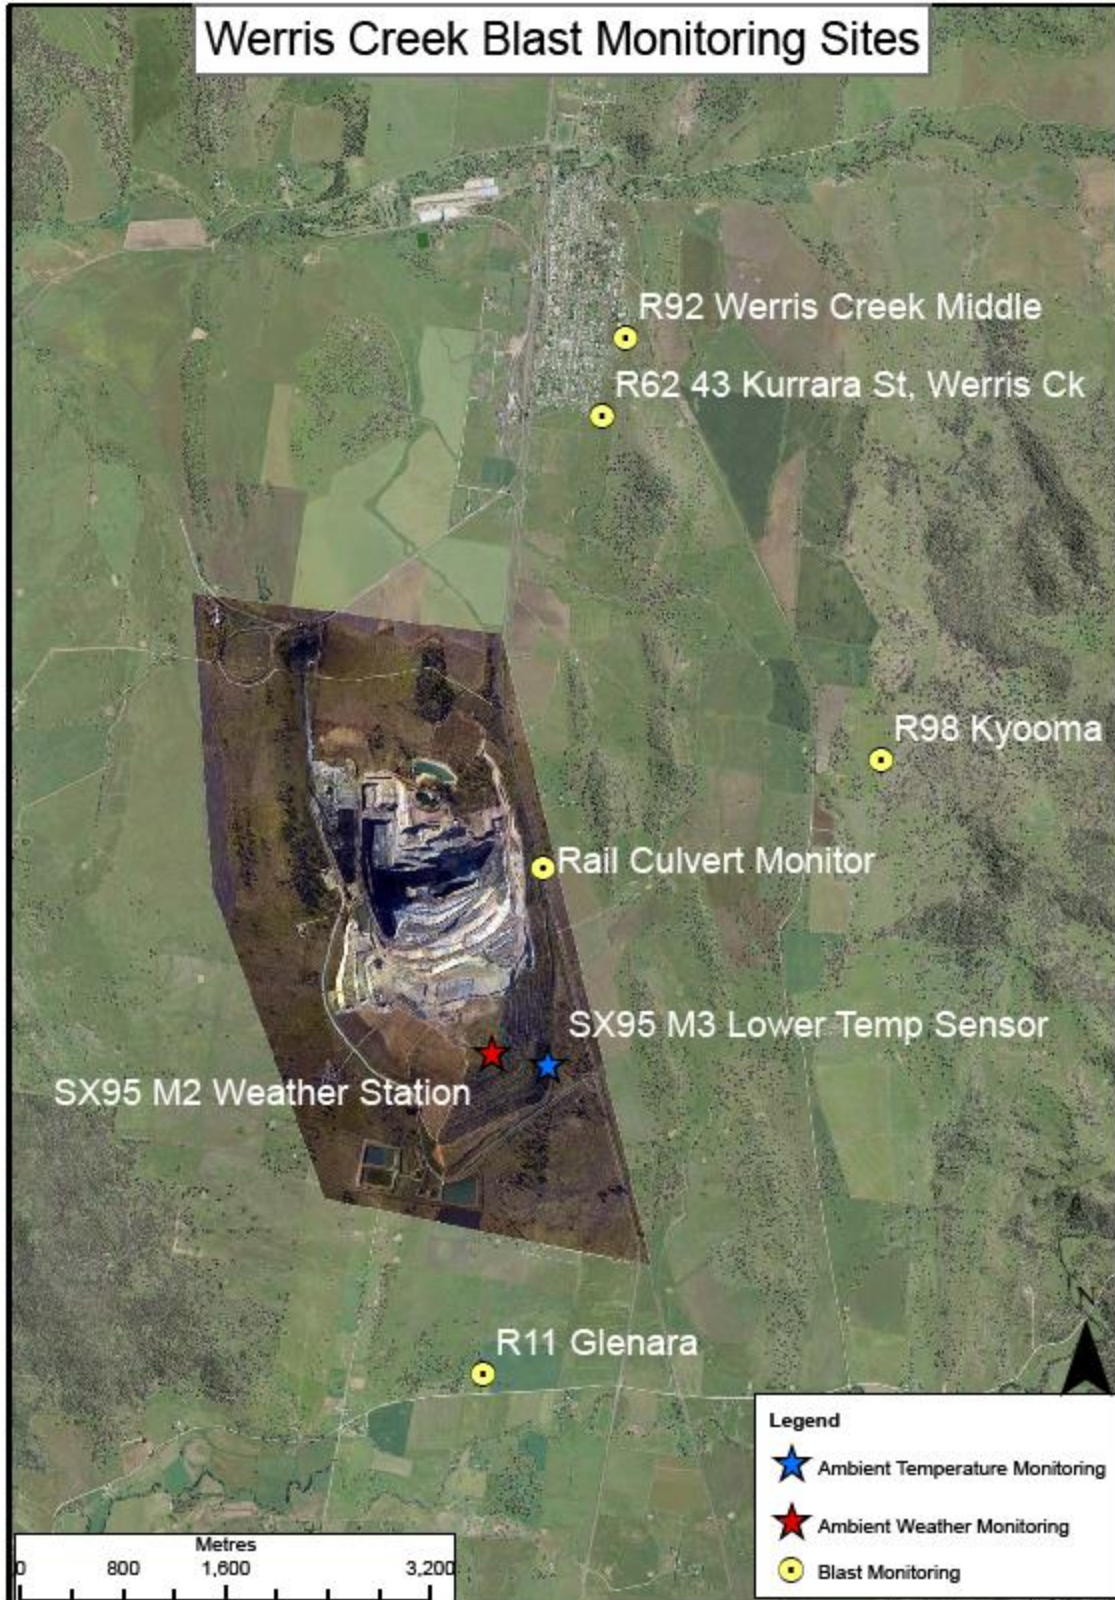 Werris Creek Blast Monitoring Sites
R92 Werris Creek Middle
R62 43 Kurrara St, Werris Ck
R98 Kyooma
Rail Culvert Monitor
SX95 M3 Lower Temp Sensor
SX95 M2 Weather Station
N
R11 Glenara
Legend
Ambient Temperature Monitoring
Ambient Weather Monitoring
Blast Monitoring
Metres
0 800 1,600 3,200